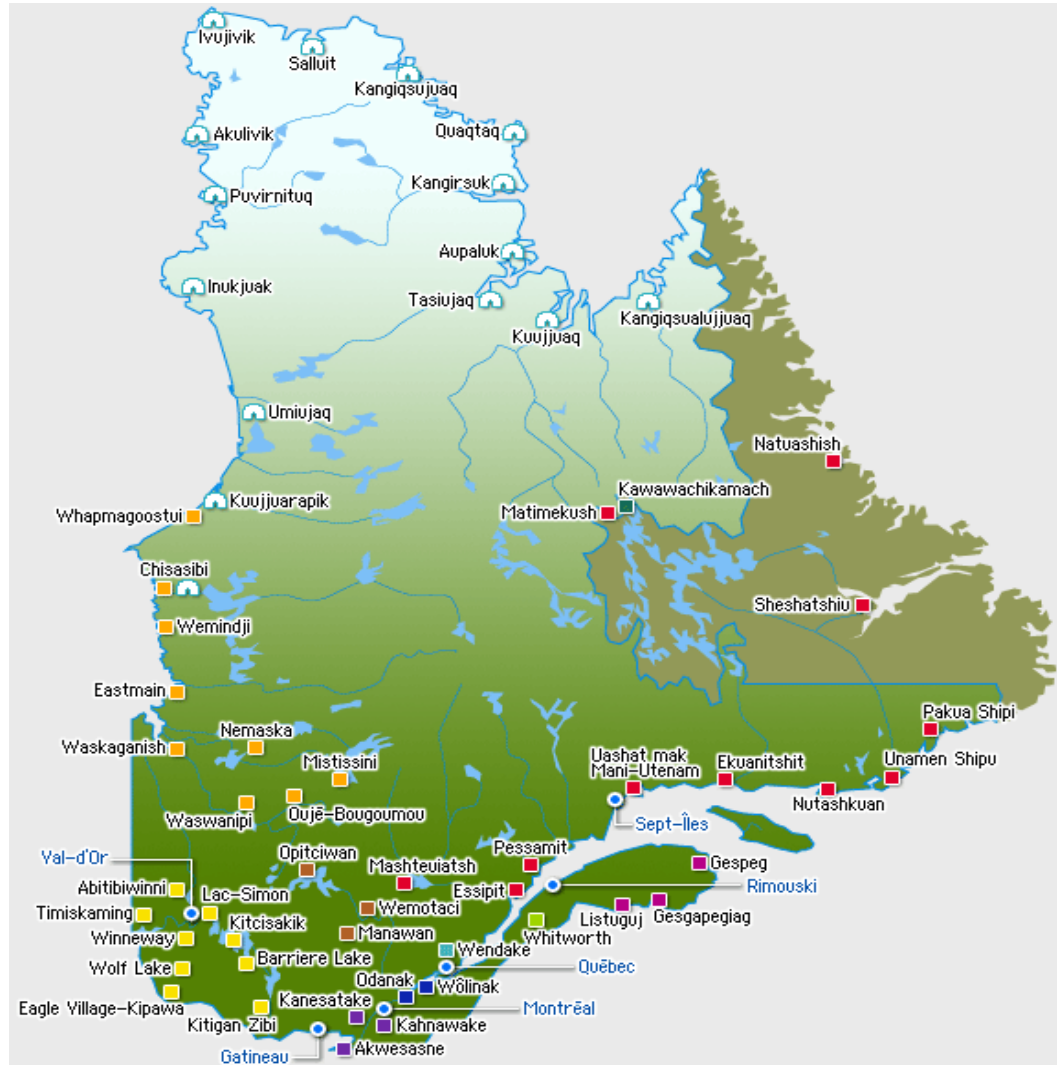 Ivujivik
Salluit
Kangiqsujuaq
Akulivik
Quaqtaq
Kangirsuk
Puvirnituq
Aupaluk
Inukjuak
Tasiujaq
Kangiqsualujjuaq
Kuujjuaq
Umiujaq
Natuashish
Kawawachikamach
Kuujjuarapik
Matimekush
Whapmagoostui
Chisasibi
Sheshatshiu
Wemindji
Eastmain
Pakua Shipi
Nemaska
Waskaganish
Uashat mak
Mani-Utenam
Ekuanitshit
Unamen Shipu
Mistissini
Nutashkuan
Oujē-Bougoumou
Waswanipi
Sept-Îles
Val-d'Or
Opitciwan
Mashteuiatsh
Pessamit
Gespeg
Abitibiwinni
Lac-Simon
Essipit
Rimouski
Timiskaming
Kitcisakik
Wemotaci
Listuguj
Gesgapegiag
Winneway
Manawan
Whitworth
Wendake
Wolf Lake
Barriere Lake
Québec
Odanak
Wôlinak
Eagle Village-Kipawa
Kanesatake
Montréal
Kitigan Zibi
Kahnawake
Gatineau
Akwesasne